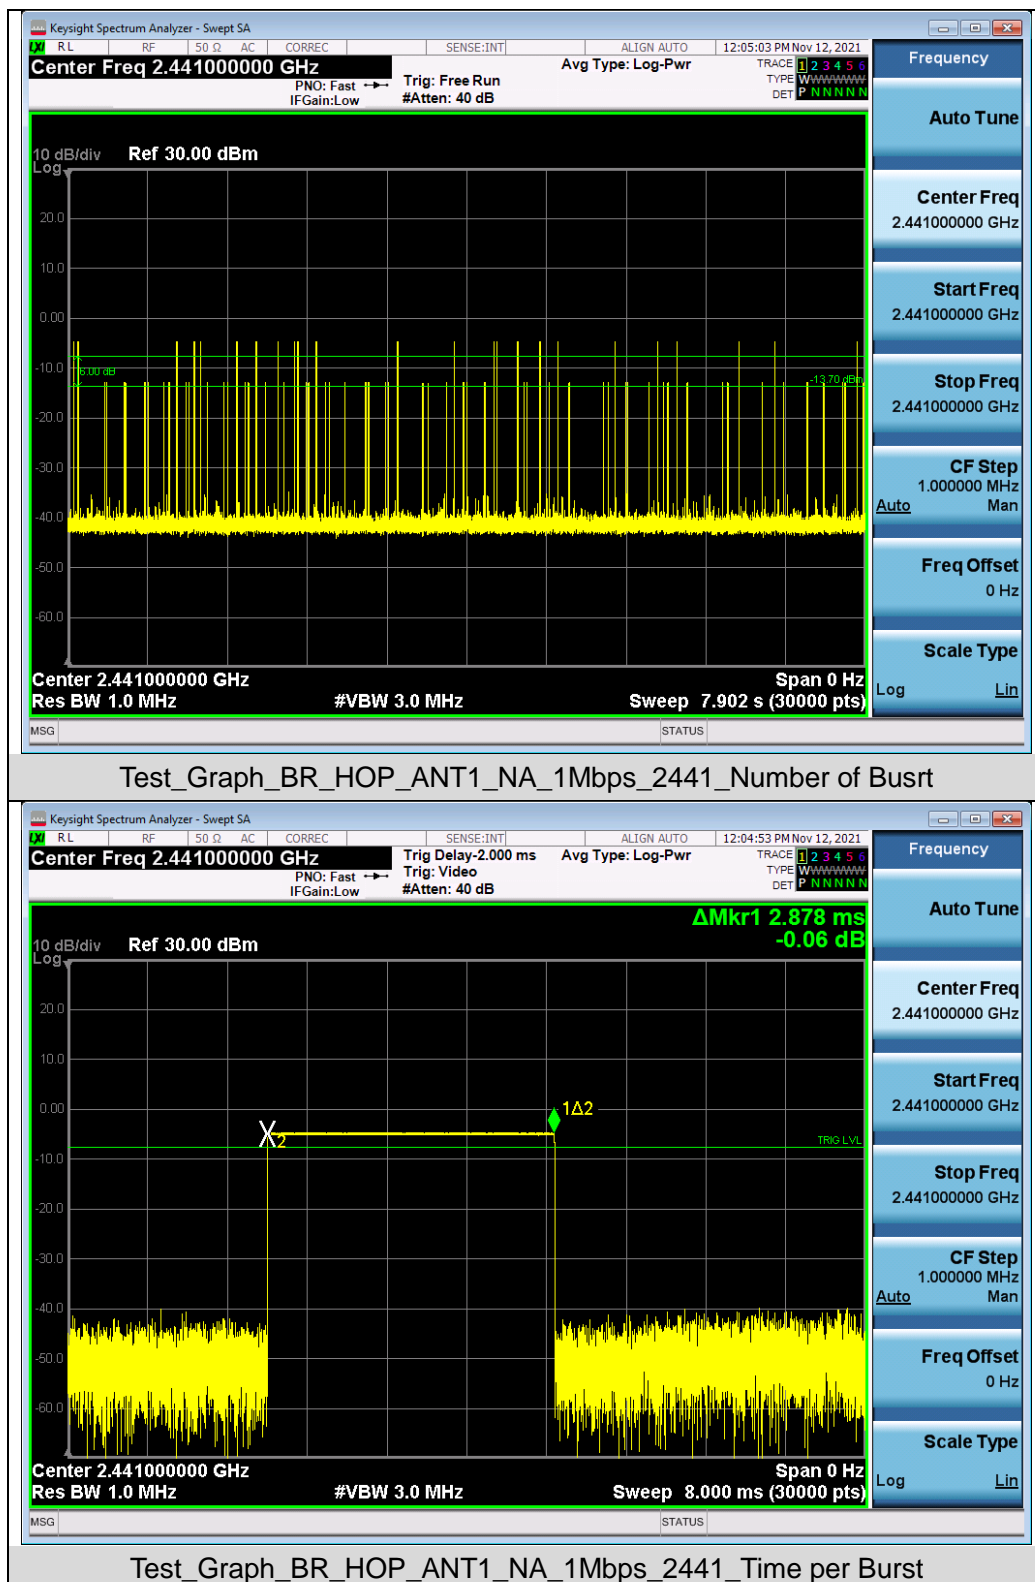 Keysight Spectrum Analyzer - Swept SA
LXI RL RF 50 Ω AC CORREC SENSE:INT ALIGN AUTO 12:05:03 PM Nov 12, 2021
Center Freq 2.441000000 GHz
PNO: Fast
IFGain:Low
Trig: Free Run
#Atten: 40 dB
Avg Type: Log-Pwr
TRACE 1 2 3 4 5 6
TYPE WWWWWWW
DET P N N N N N
10 dB/div Ref 30.00 dBm
Log
20.0
10.0
0.00
-10.0
-20.0
-30.0
-40.0
-50.0
-60.0
6.00 dB
-13.70 dBm
Center 2.441000000 GHz
Span 0 Hz
Res BW 1.0 MHz
#VBW 3.0 MHz
Sweep 7.902 s (30000 pts)
MSG
STATUS
Frequency
Auto Tune
Center Freq
2.441000000 GHz
Start Freq
2.441000000 GHz
Stop Freq
2.441000000 GHz
CF Step
1.000000 MHz
Auto Man
Freq Offset
0 Hz
Scale Type
Log Lin
Test_Graph_BR_HOP_ANT1_NA_1Mbps_2441_Number of Busrt
Keysight Spectrum Analyzer - Swept SA
LXI RL RF 50 Ω AC CORREC SENSE:INT ALIGN AUTO 12:04:53 PM Nov 12, 2021
Center Freq 2.441000000 GHz
PNO: Fast
IFGain:Low
Trig Delay-2.000 ms
Trig: Video
#Atten: 40 dB
Avg Type: Log-Pwr
TRACE 1 2 3 4 5 6
TYPE WWWWWWW
DET P N N N N N
ΔMkr1 2.878 ms
-0.06 dB
10 dB/div Ref 30.00 dBm
Log
20.0
10.0
0.00
-10.0
-20.0
-30.0
-40.0
-50.0
-60.0
2
1Δ2
TRIG LVL
Center 2.441000000 GHz
Span 0 Hz
Res BW 1.0 MHz
#VBW 3.0 MHz
Sweep 8.000 ms (30000 pts)
MSG
STATUS
Frequency
Auto Tune
Center Freq
2.441000000 GHz
Start Freq
2.441000000 GHz
Stop Freq
2.441000000 GHz
CF Step
1.000000 MHz
Auto Man
Freq Offset
0 Hz
Scale Type
Log Lin
Test_Graph_BR_HOP_ANT1_NA_1Mbps_2441_Time per Burst